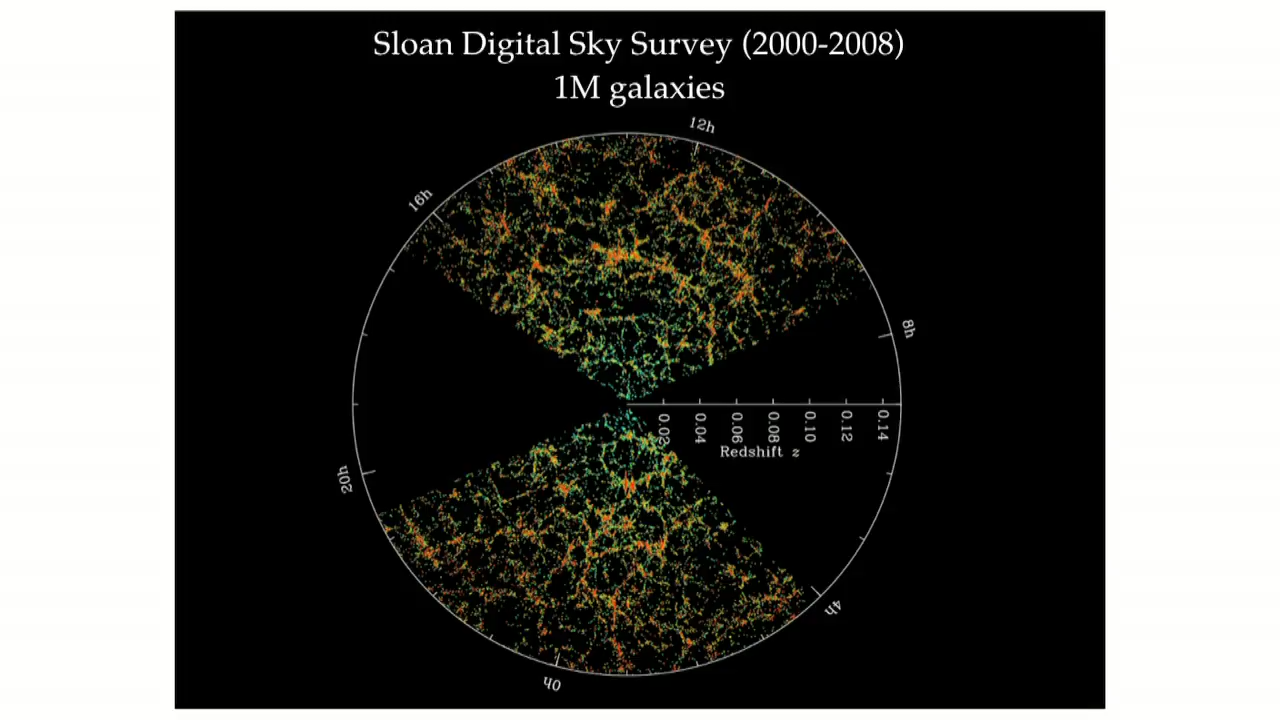 Sloan Digital Sky Survey (2000-2008)
1M galaxies
12h
16h
8h
0.02
0.04
0.06
0.08
0.10
0.12
0.14
Redshift z
20h
4h
0h